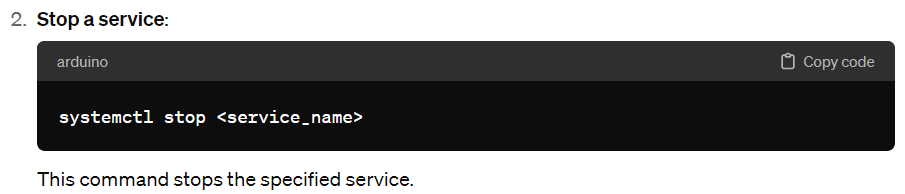 2. Stop a service:
arduino Copy code
systemctl stop <service_name>
This command stops the specified service.